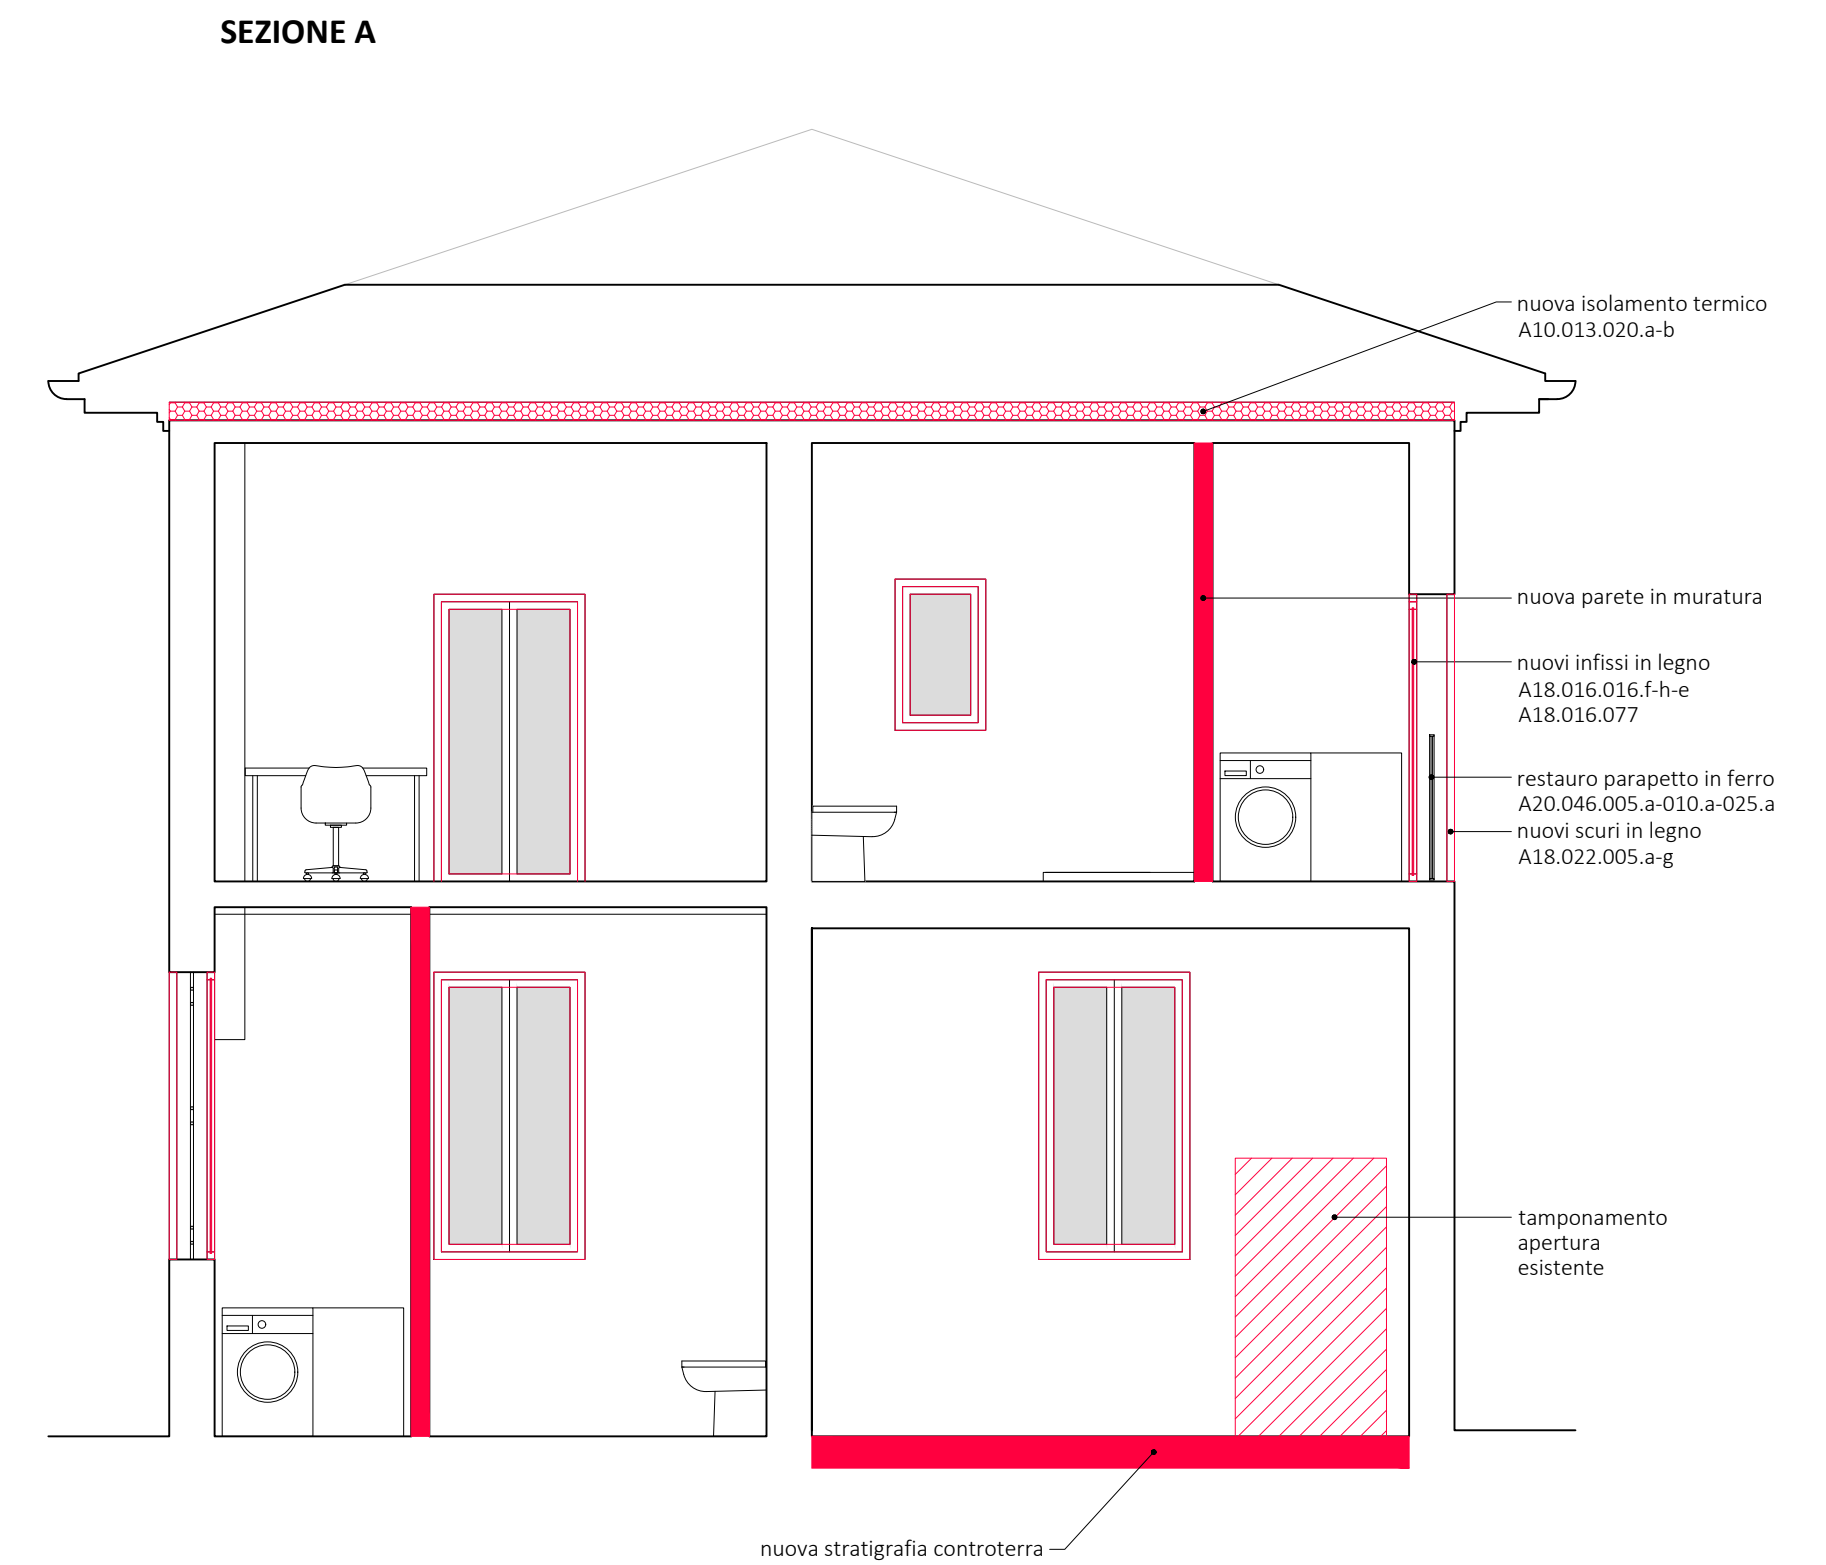 SEZIONE A
nuova isolamento termico
A10.013.020.a-b
nuova parete in muratura
nuovi infissi in legno
A18.016.016.f-h-e
A18.016.077
restauro parapetto in ferro
A20.046.005.a-010.a-025.a
nuovi scuri in legno
A18.022.005.a-g
tamponamento
apertura
esistente
nuova stratigrafia controterra